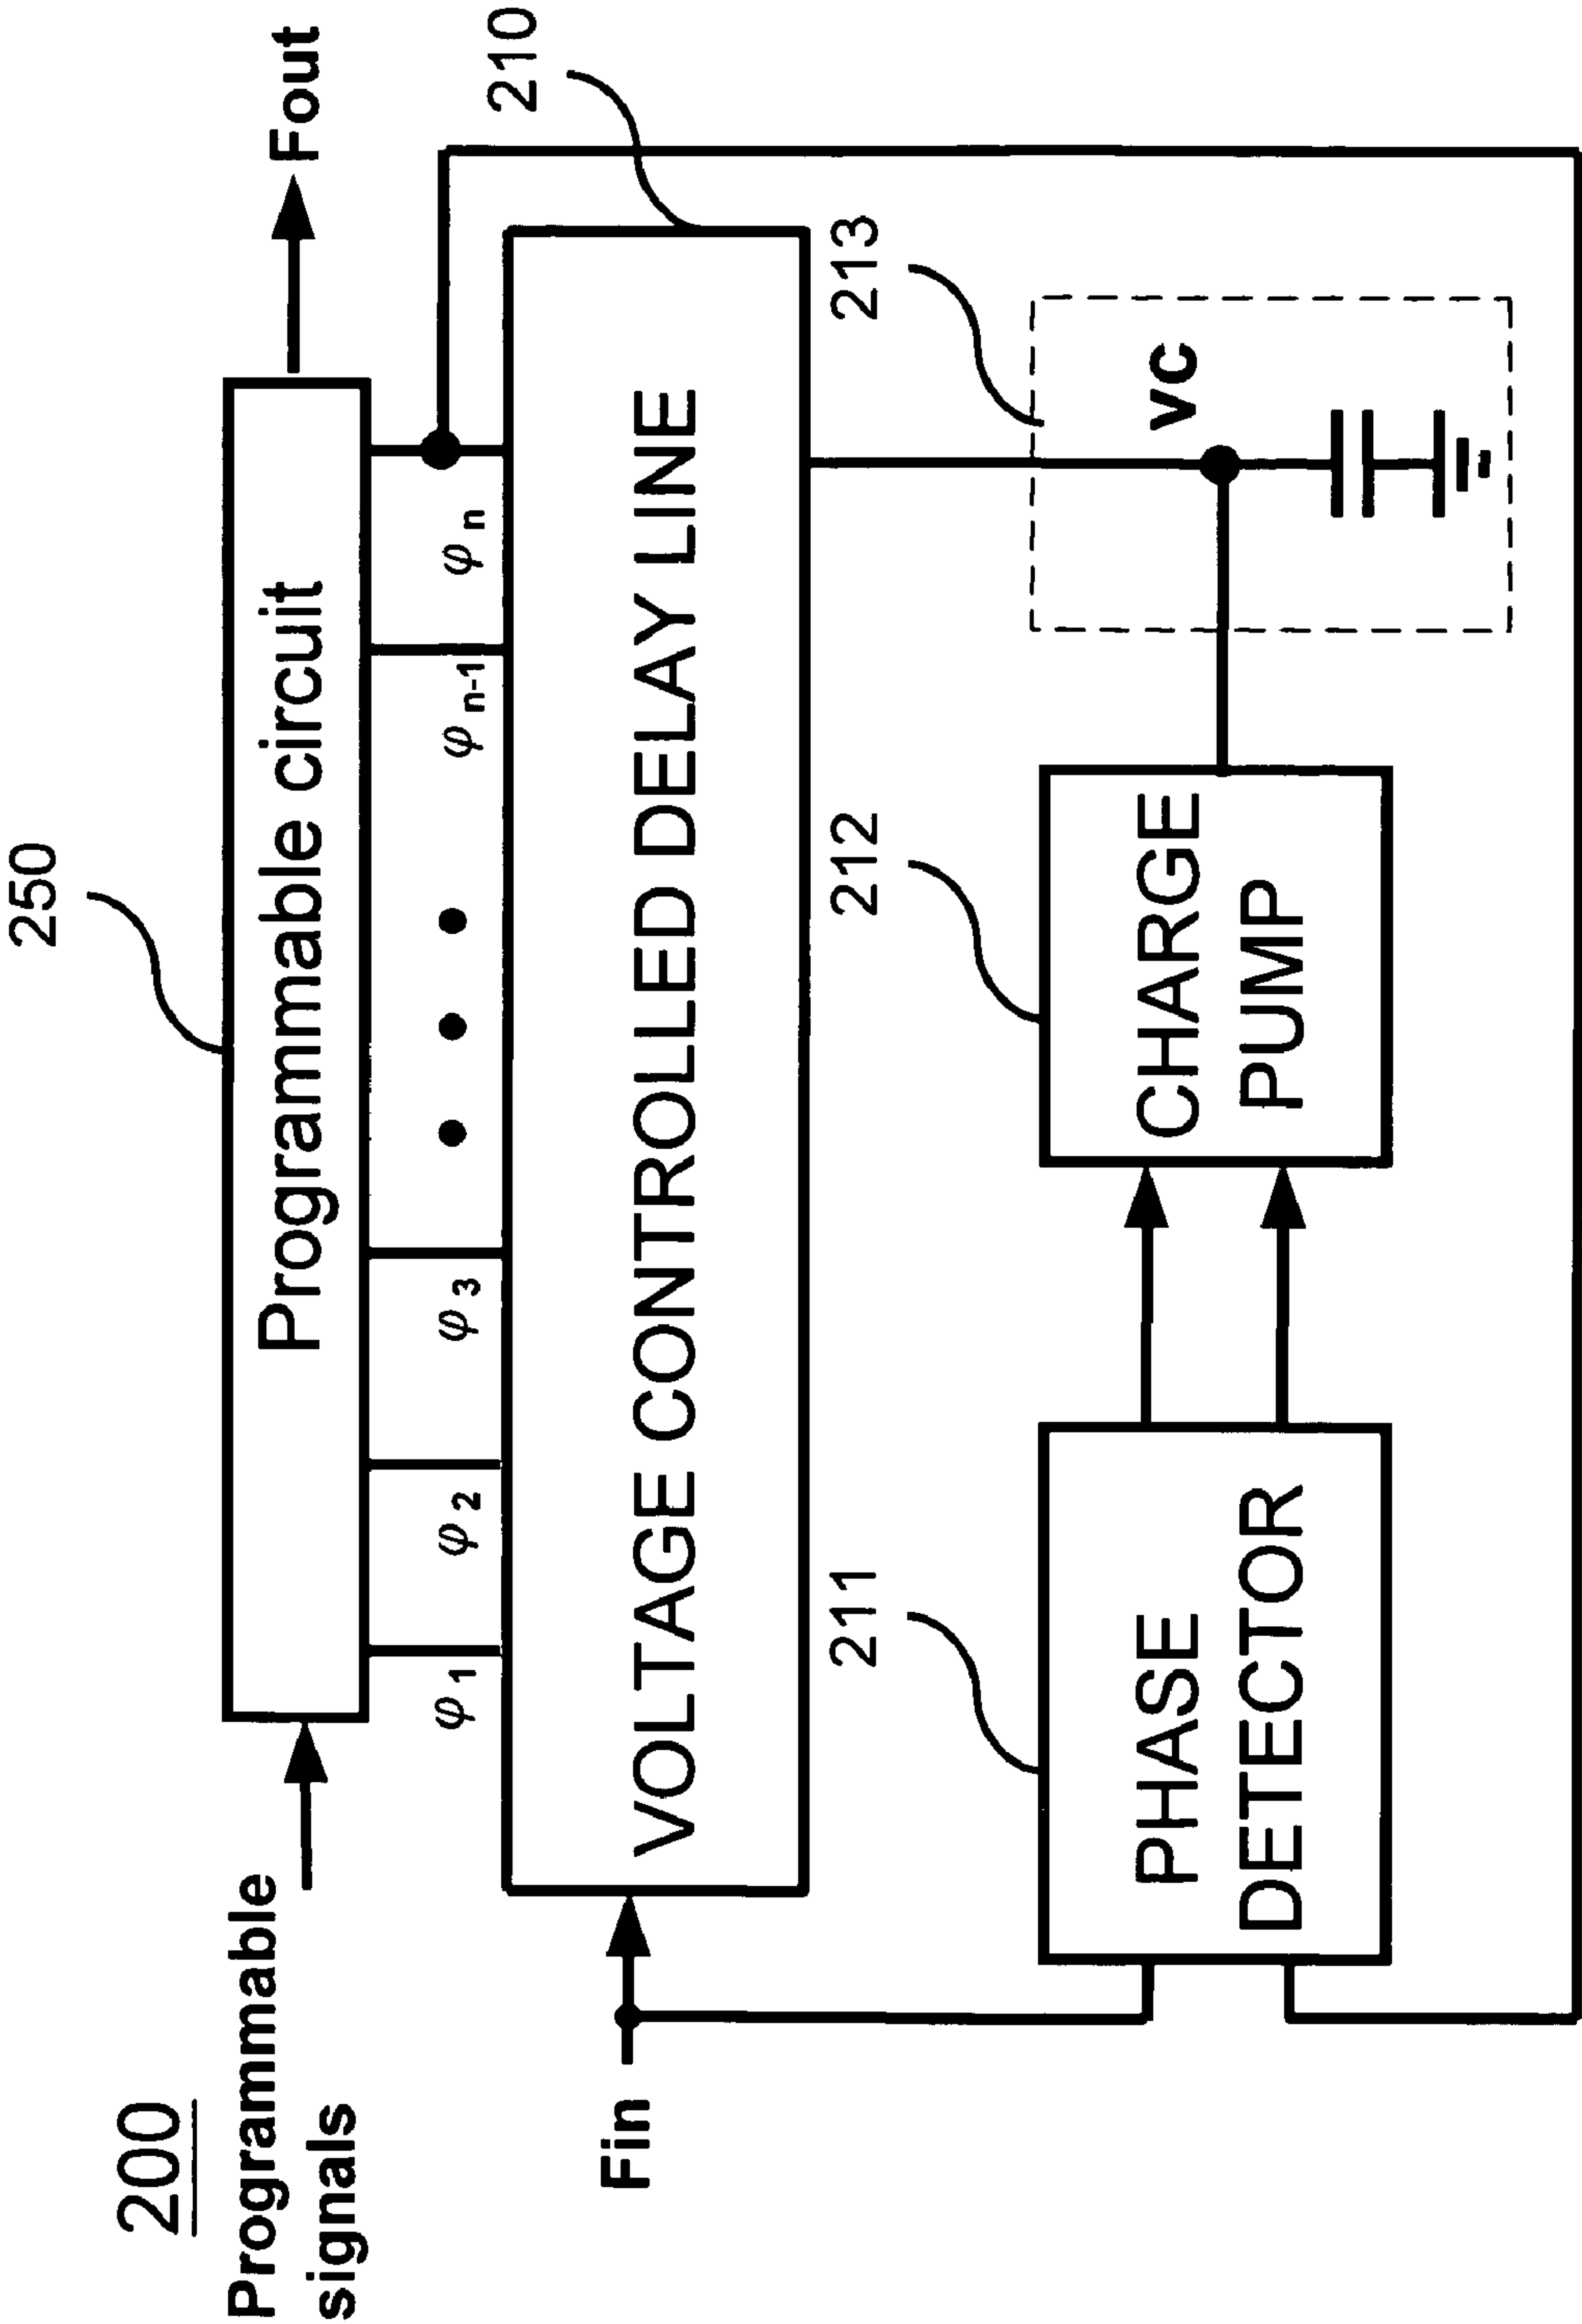 200
250
Programmable
signals
Programmable circuit
Fout
φ1
φ2
φ3
φn-1
φn
210
Fin
VOLTAGE CONTROLLED DELAY LINE
211
212
213
PHASE
DETECTOR
CHARGE
PUMP
vc